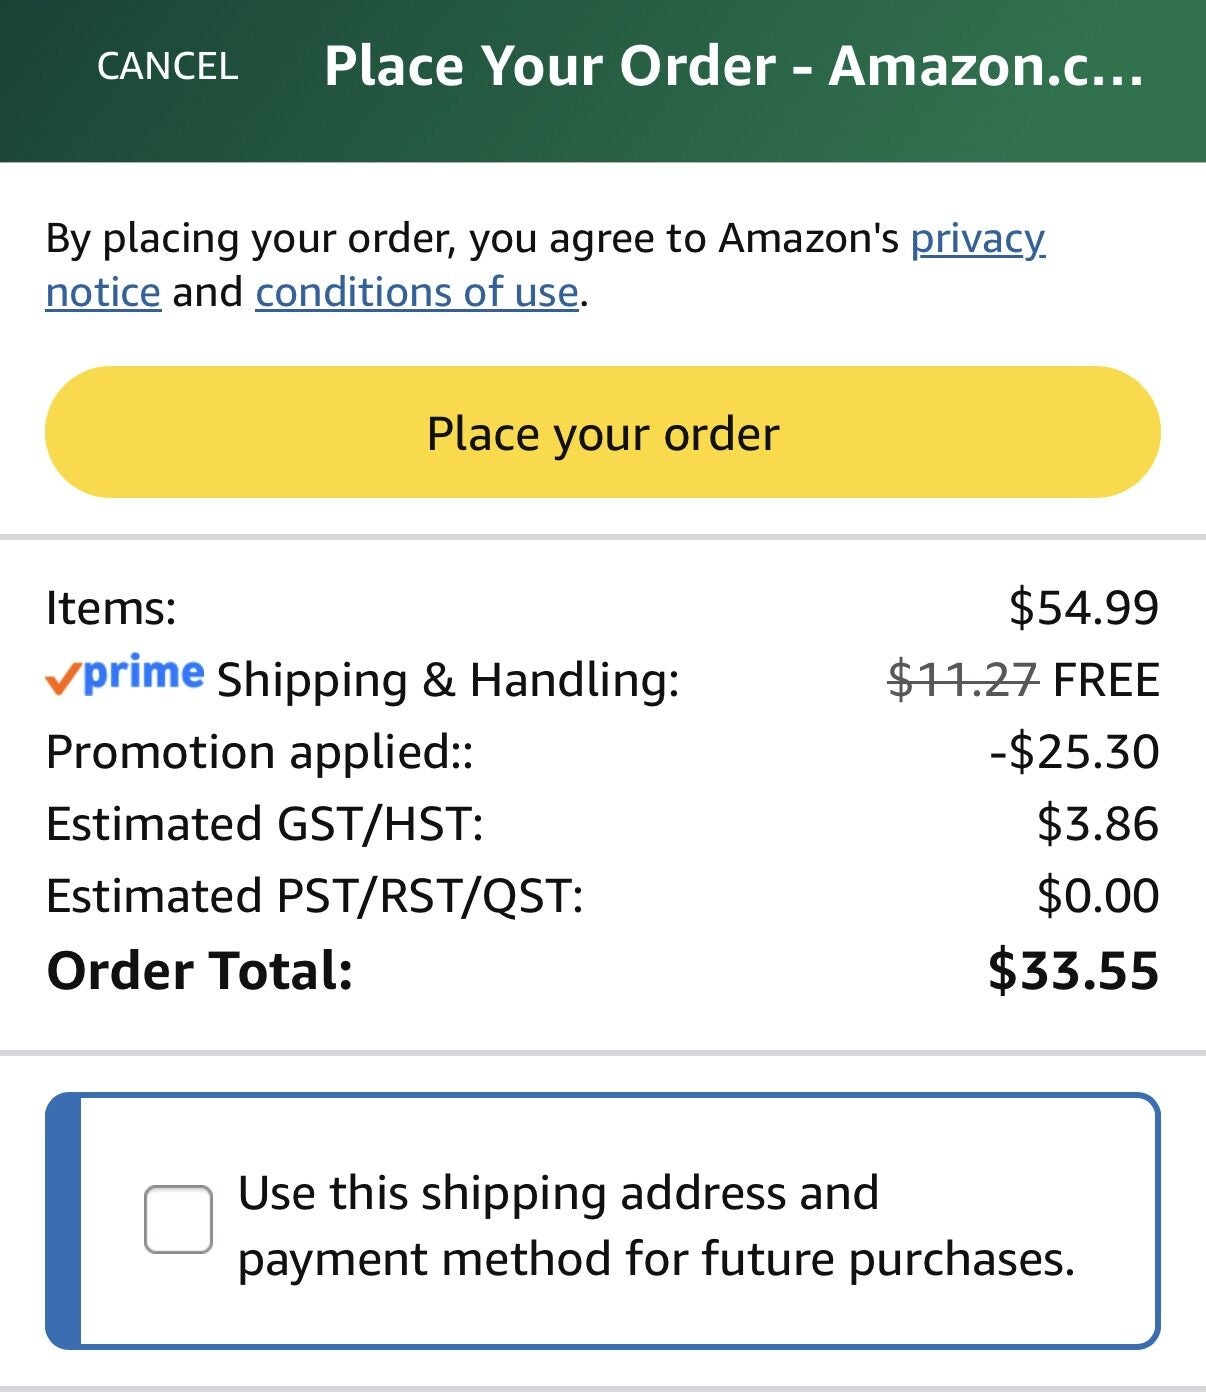 CANCEL Place Your Order - Amazon.c...
By placing your order, you agree to Amazon's privacy
notice and conditions of use.
Place your order
Items: $54.99
prime Shipping & Handling: $11.27 FREE
Promotion applied:: -$25.30
Estimated GST/HST: $3.86
Estimated PST/RST/QST: $0.00
Order Total: $33.55
Use this shipping address and
payment method for future purchases.